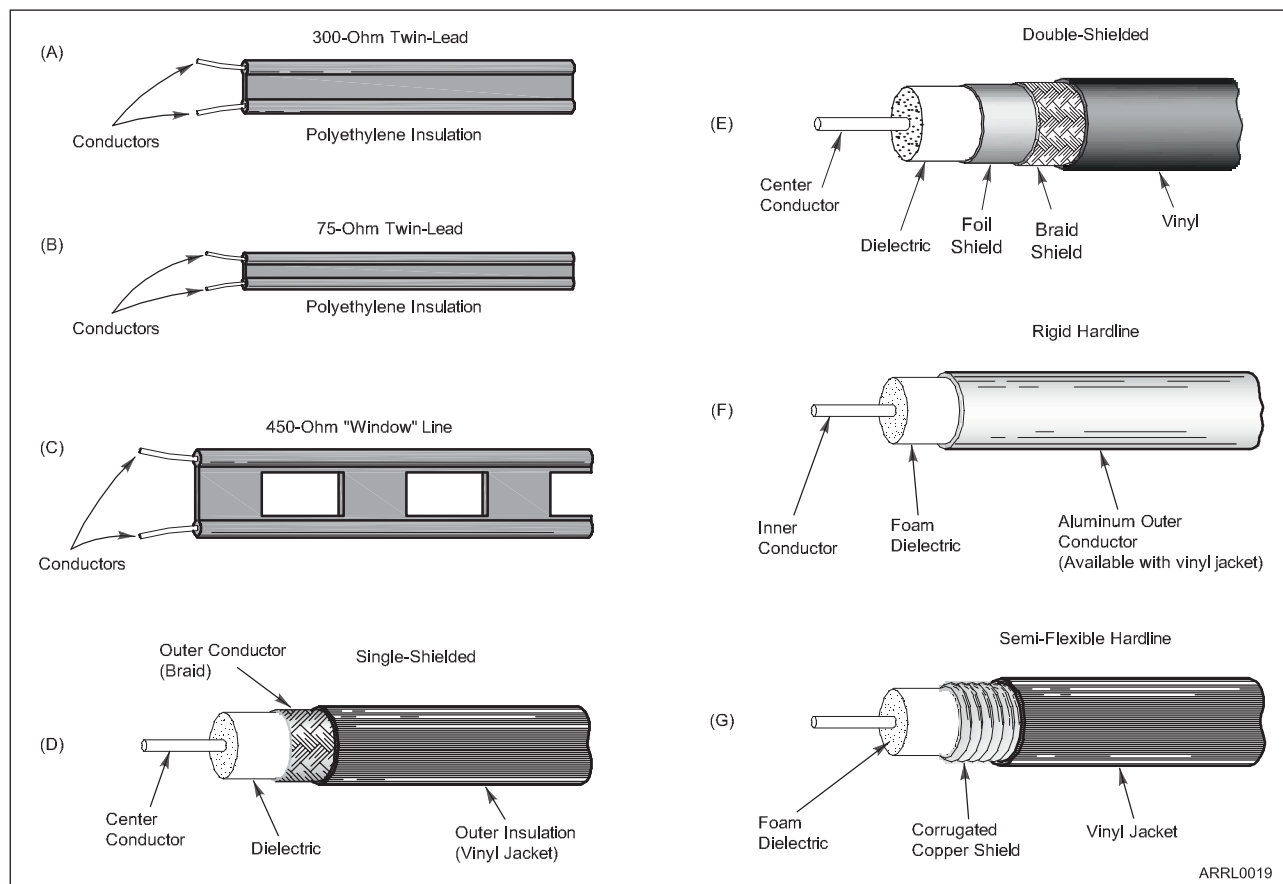 (A)
300-Ohm Twin-Lead
Conductors
Polyethylene Insulation
(B)
75-Ohm Twin-Lead
Conductors
Polyethylene Insulation
(C)
450-Ohm "Window" Line
Conductors
(D)
Outer Conductor
(Braid)
Single-Shielded
Center
Conductor
Dielectric
Outer Insulation
(Vinyl Jacket)
(E)
Double-Shielded
Center
Conductor
Dielectric
Foil
Shield
Braid
Shield
Vinyl
(F)
Rigid Hardline
Inner
Conductor
Foam
Dielectric
Aluminum Outer
Conductor
(Available with vinyl jacket)
(G)
Semi-Flexible Hardline
Foam
Dielectric
Corrugated
Copper Shield
Vinyl Jacket
ARRL0019